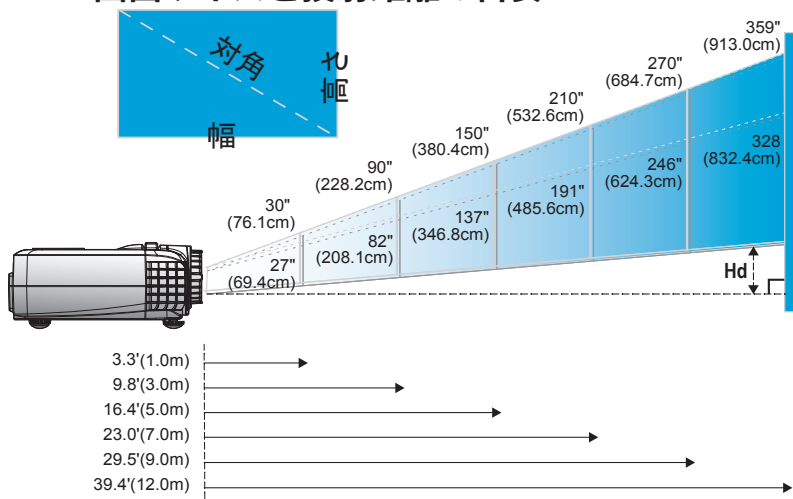 対角
高さ
幅
359"
(913.0cm)
270"
(684.7cm)
210"
(532.6cm)
150"
(380.4cm)
90"
(228.2cm)
30"
(76.1cm)
328
(832.4cm)
246"
(624.3cm)
191"
(485.6cm)
137"
(346.8cm)
82"
(208.1cm)
27"
(69.4cm)
Hd
3.3'(1.0m)
9.8'(3.0m)
16.4'(5.0m)
23.0'(7.0m)
29.5'(9.0m)
39.4'(12.0m)